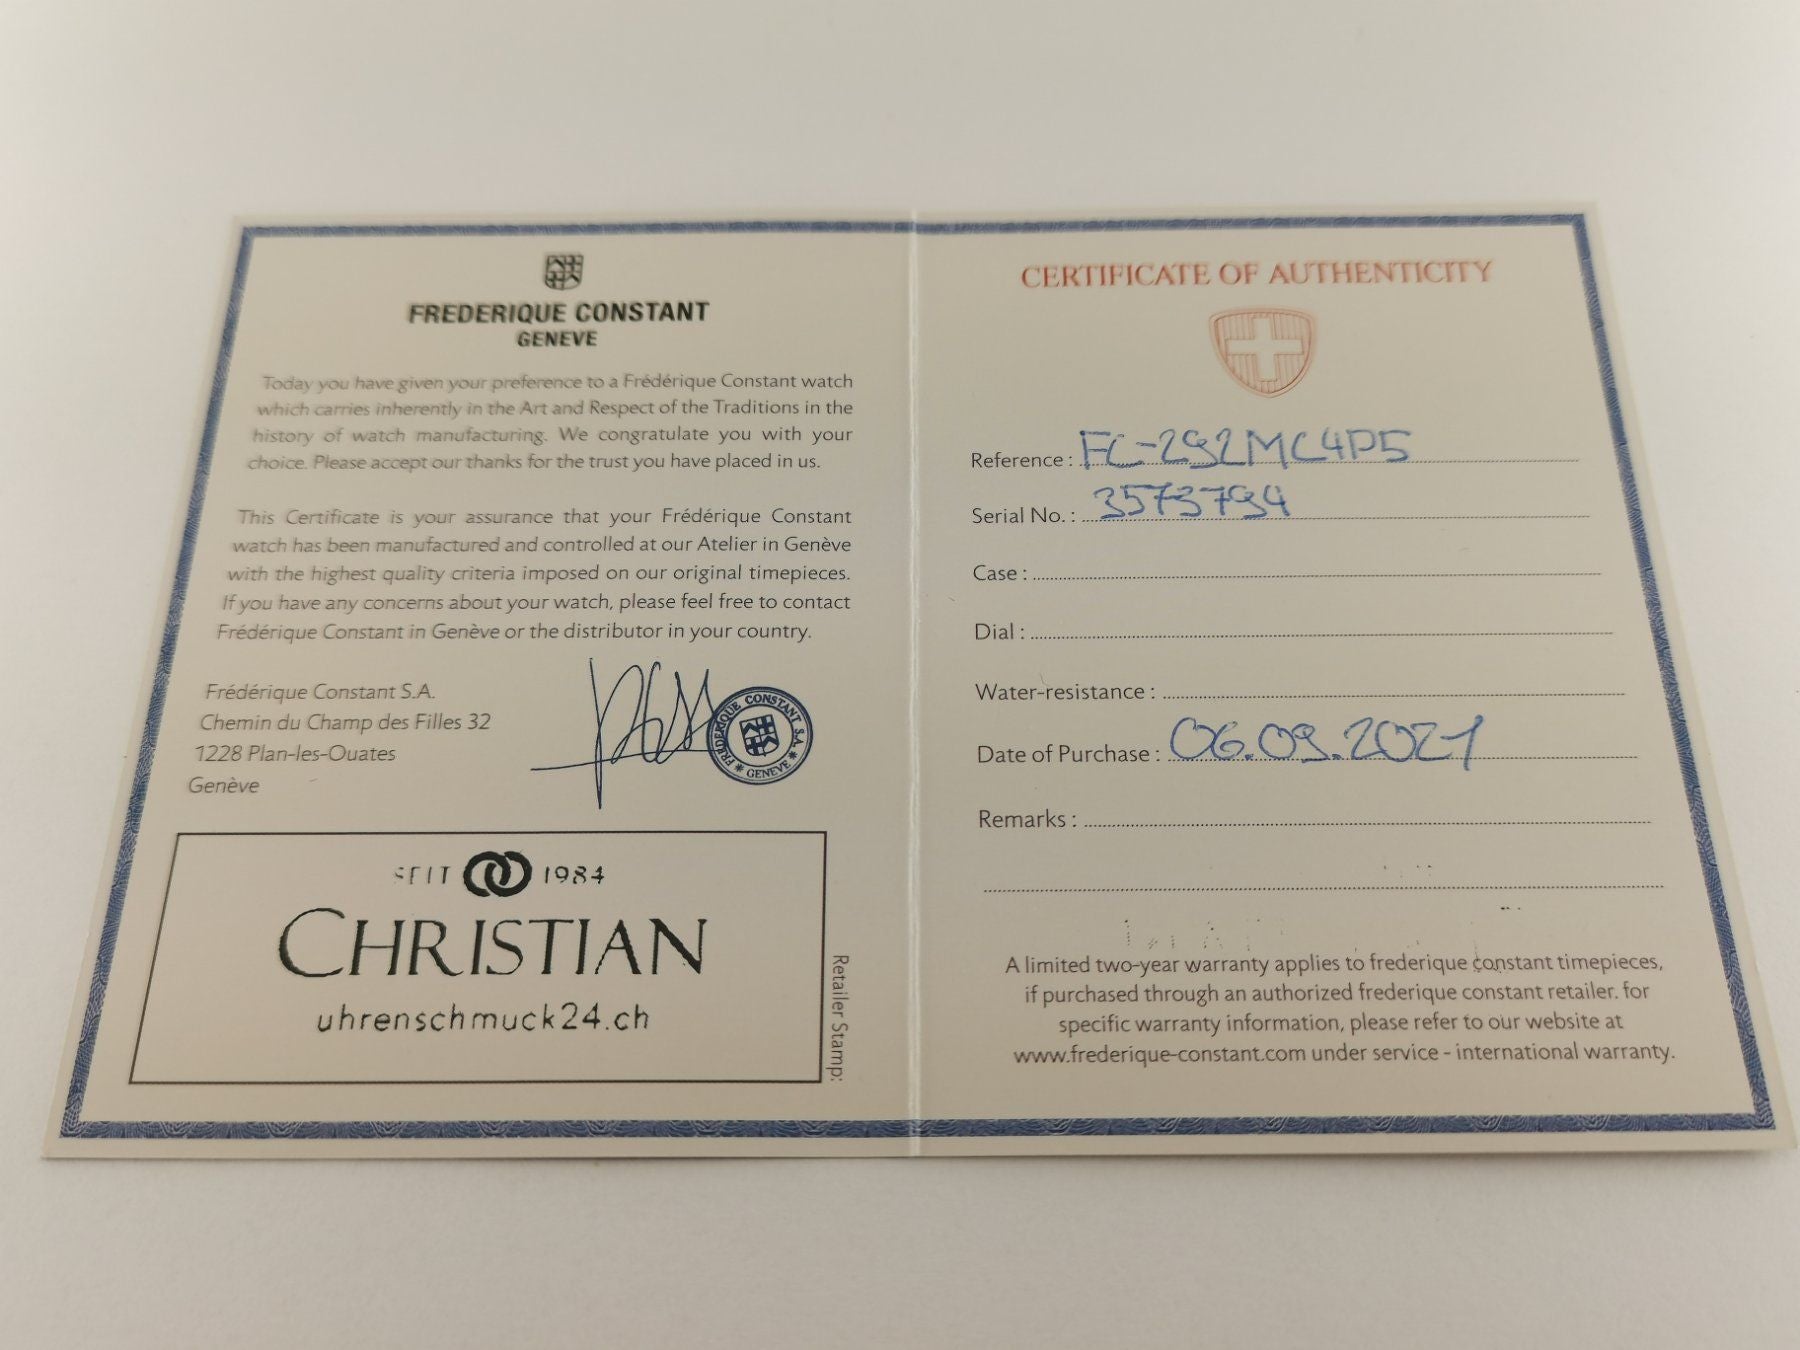 FREDERIQUE CONSTANT
GENEVE
Today you have given your preference to a Frédérique Constant watch
which carries inherently in the Art and Respect of the Traditions in the
history of watch manufacturing. We congratulate you with your
choice. Please accept our thanks for the trust you have placed in us.
This Certificate is your assurance that your Frédérique Constant
watch has been manufactured and controlled at our Atelier in Genève
with the highest quality criteria imposed on our original timepieces.
If you have any concerns about your watch, please feel free to contact
Frédérique Constant in Genève or the distributor in your country.
Frédérique Constant S.A.
Chemin du Champ des Filles 32
1228 Plan-les-Ouates
Genève
FRÉDÉRIQUE CONSTANT S.A. * GENEVE *
SEIT 1984
CHRISTIAN
uhrenschmuck24.ch
Retailer Stamp:
CERTIFICATE OF AUTHENTICITY
Reference : FC-292MC4P5
Serial No. : 3573794
Case :
Dial :
Water-resistance :
Date of Purchase : 06.09.2021
Remarks :
A limited two-year warranty applies to frederique constant timepieces,
if purchased through an authorized frederique constant retailer. for
specific warranty information, please refer to our website at
www.frederique-constant.com under service - international warranty.